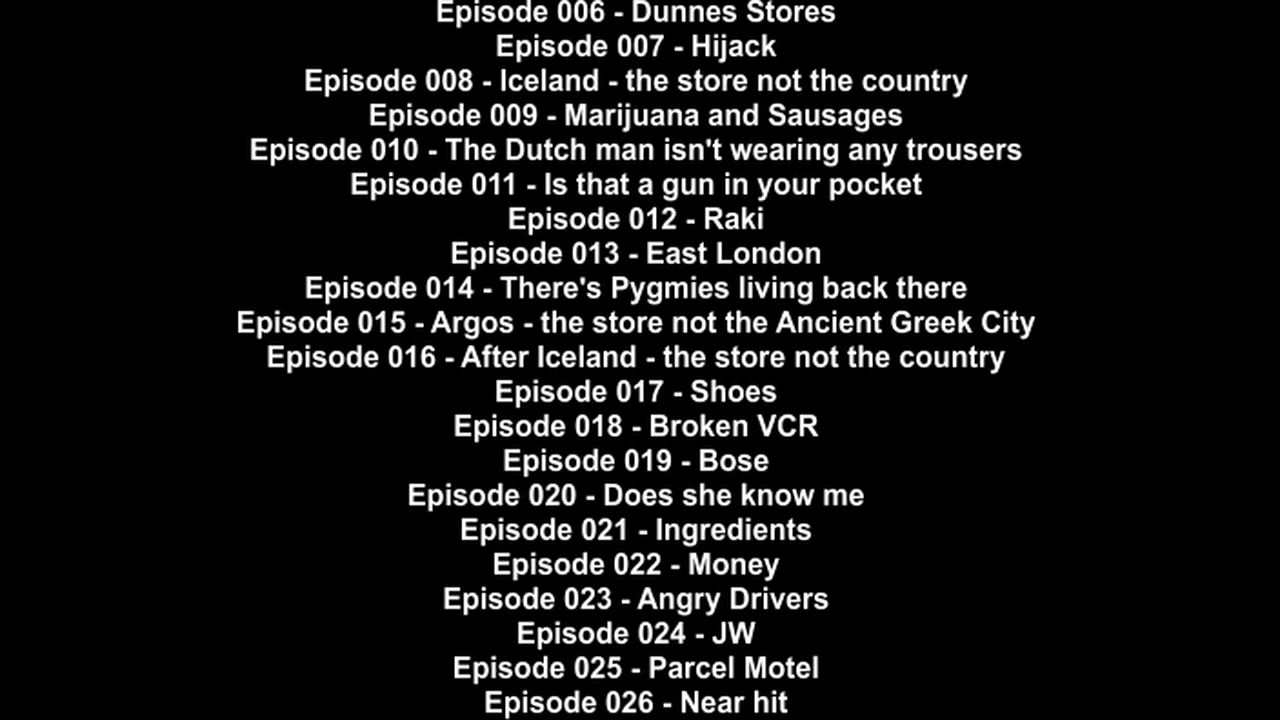 Episode 006 - Dunnes Stores
Episode 007 - Hijack
Episode 008 - Iceland - the store not the country
Episode 009 - Marijuana and Sausages
Episode 010 - The Dutch man isn't wearing any trousers
Episode 011 - Is that a gun in your pocket
Episode 012 - Raki
Episode 013 - East London
Episode 014 - There's Pygmies living back there
Episode 015 - Argos - the store not the Ancient Greek City
Episode 016 - After Iceland - the store not the country
Episode 017 - Shoes
Episode 018 - Broken VCR
Episode 019 - Bose
Episode 020 - Does she know me
Episode 021 - Ingredients
Episode 022 - Money
Episode 023 - Angry Drivers
Episode 024 - JW
Episode 025 - Parcel Motel
Episode 026 - Near hit